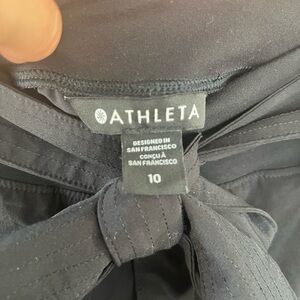 ATHLETA
DESIGNED IN
SAN FRANCISCO
CONÇU À
SAN FRANCISCO
10